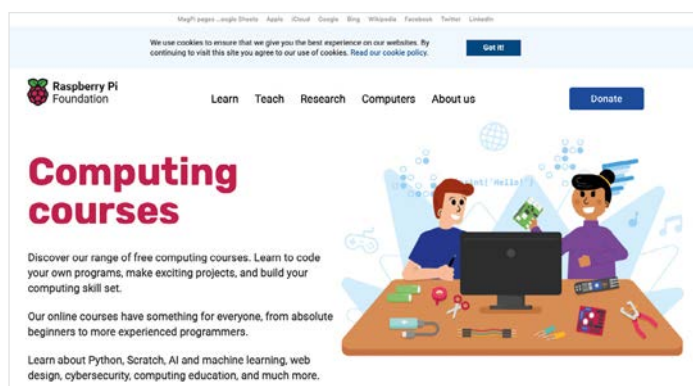 MagPi pages ...oogle Sheets Apple iCloud Google Bing Wikipedia Facebook Twitter LinkedIn
We use cookies to ensure that we give you the best experience on our websites. By
continuing to visit this site you agree to our use of cookies. Read our cookie policy.
Got it!
Raspberry Pi
Foundation
Learn Teach Research Computers About us
Donate
Computing
courses
Discover our range of free computing courses. Learn to code
your own programs, make exciting projects, and build your
computing skill set.
Our online courses have something for everyone, from absolute
beginners to more experienced programmers.
Learn about Python, Scratch, AI and machine learning, web
design, cybersecurity, computing education, and much more.